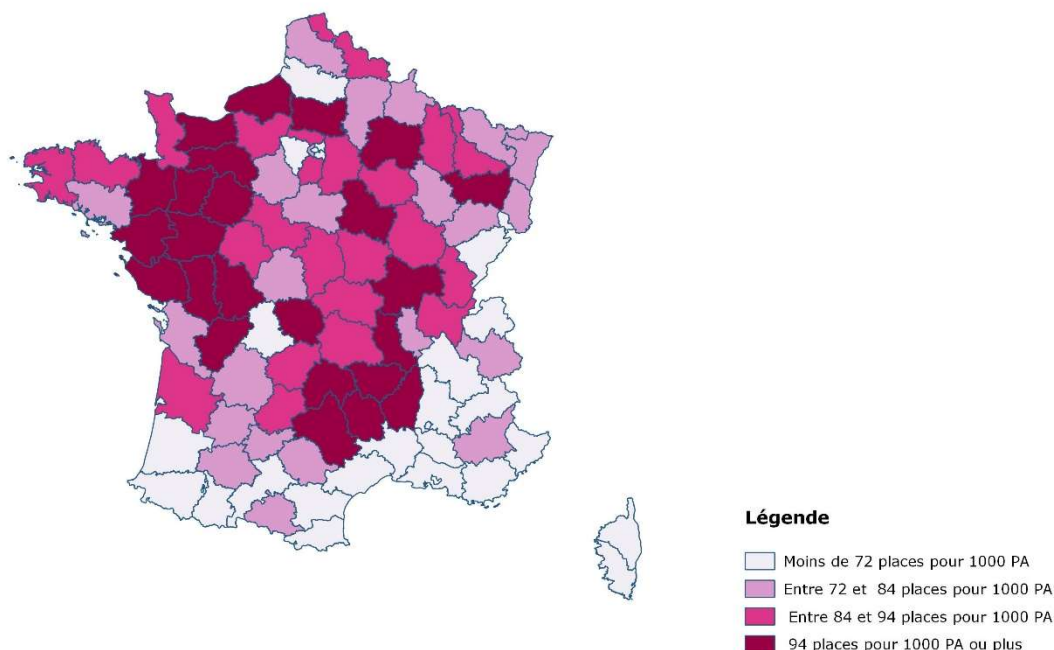 Légende
Moins de 72 places pour 1000 PA
Entre 72 et 84 places pour 1000 PA
Entre 84 et 94 places pour 1000 PA
94 places pour 1000 PA ou plus